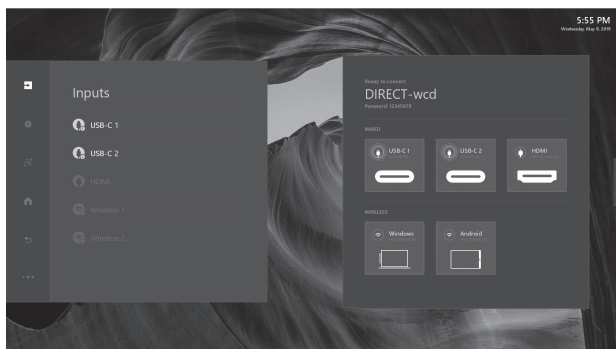 5:55 PM
Wednesday, May 8, 2019
Inputs
USB-C 1
USB-C 2
HDMI
Wireless 1
Wireless 2
Ready to connect
DIRECT-wcd
Password: 12345678
WIRED
USB-C 1
USB-C 2
HDMI
WIRELESS
Windows
Android